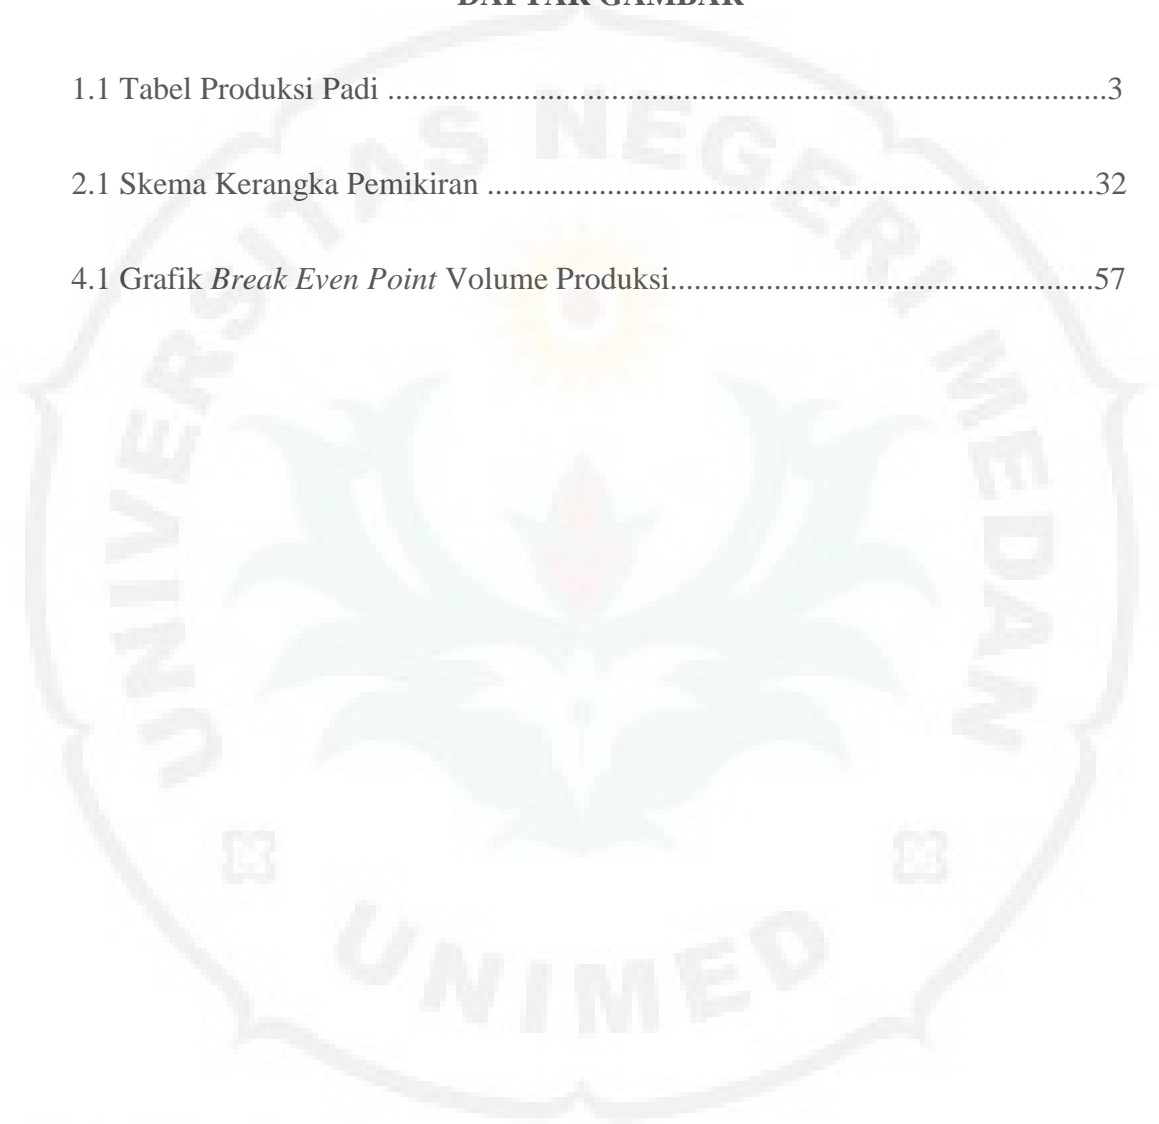 DAFTAR GAMBAR
1.1 Tabel Produksi Padi ...........................................................................................3
2.1 Skema Kerangka Pemikiran .............................................................................32
4.1 Grafik Break Even Point Volume Produksi......................................................57
UNIVERSITAS NEGERI MEDAN
UNIMED